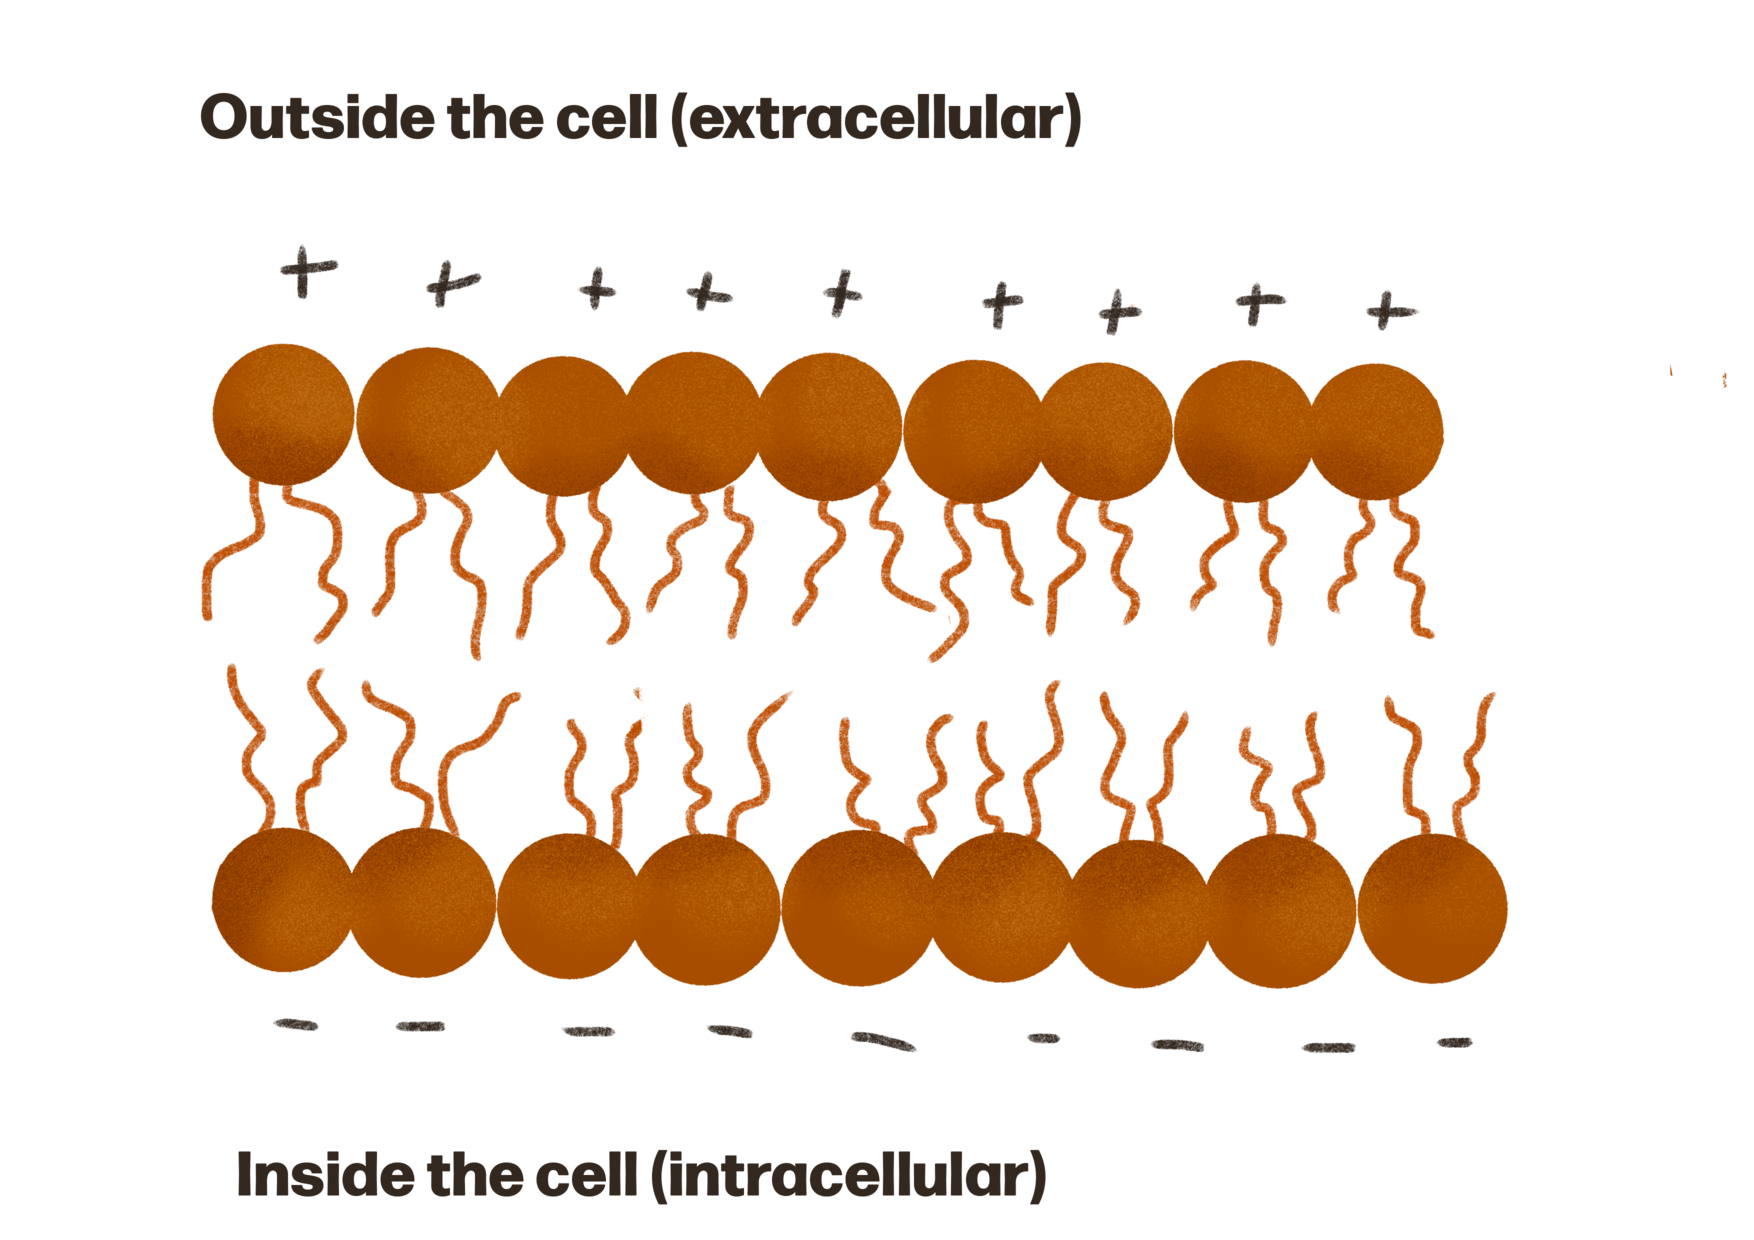 Outside the cell (extracellular)
+ + + + + + + + +
- - - - - - - - -
Inside the cell (intracellular)